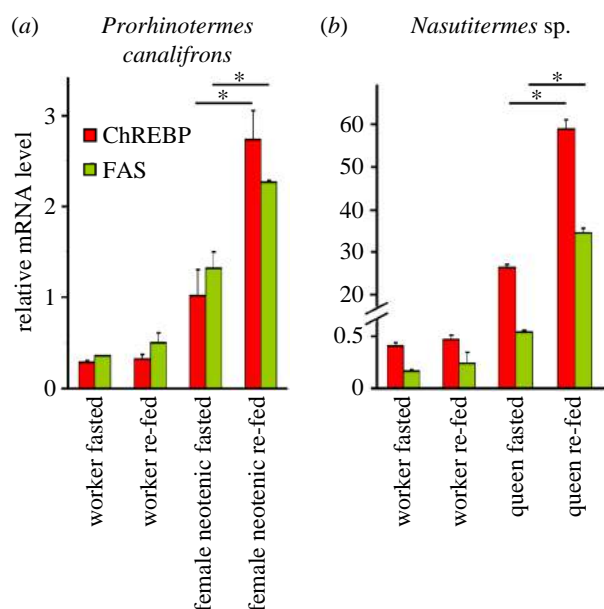 (a) Prorhinotermes
canalifrons
(b) Nasutitermes sp.
relative mRNA level
3
2
1
0
ChREBP
FAS
*
*
worker fasted
worker re-fed
female neotenic fasted
female neotenic re-fed
60
50
40
30
20
0.5
0
*
*
worker fasted
worker re-fed
queen fasted
queen re-fed